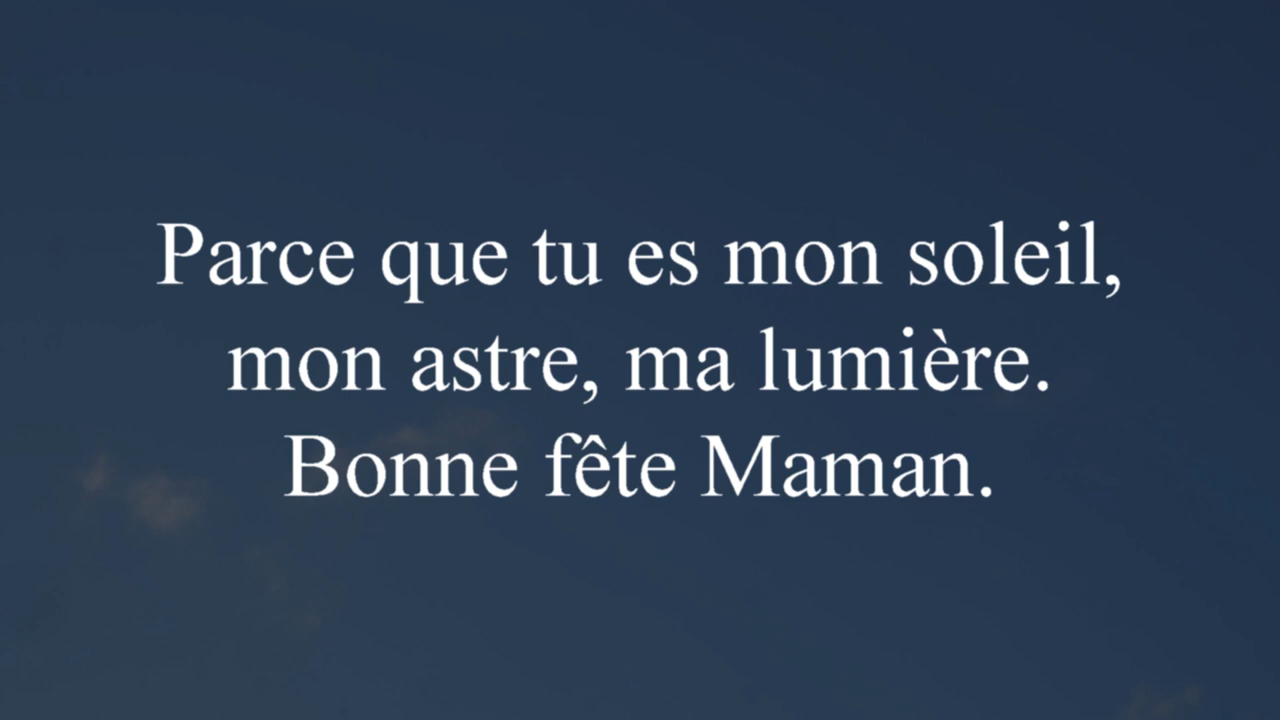 Parce que tu es mon soleil,
mon astre, ma lumière.
Bonne fête Maman.